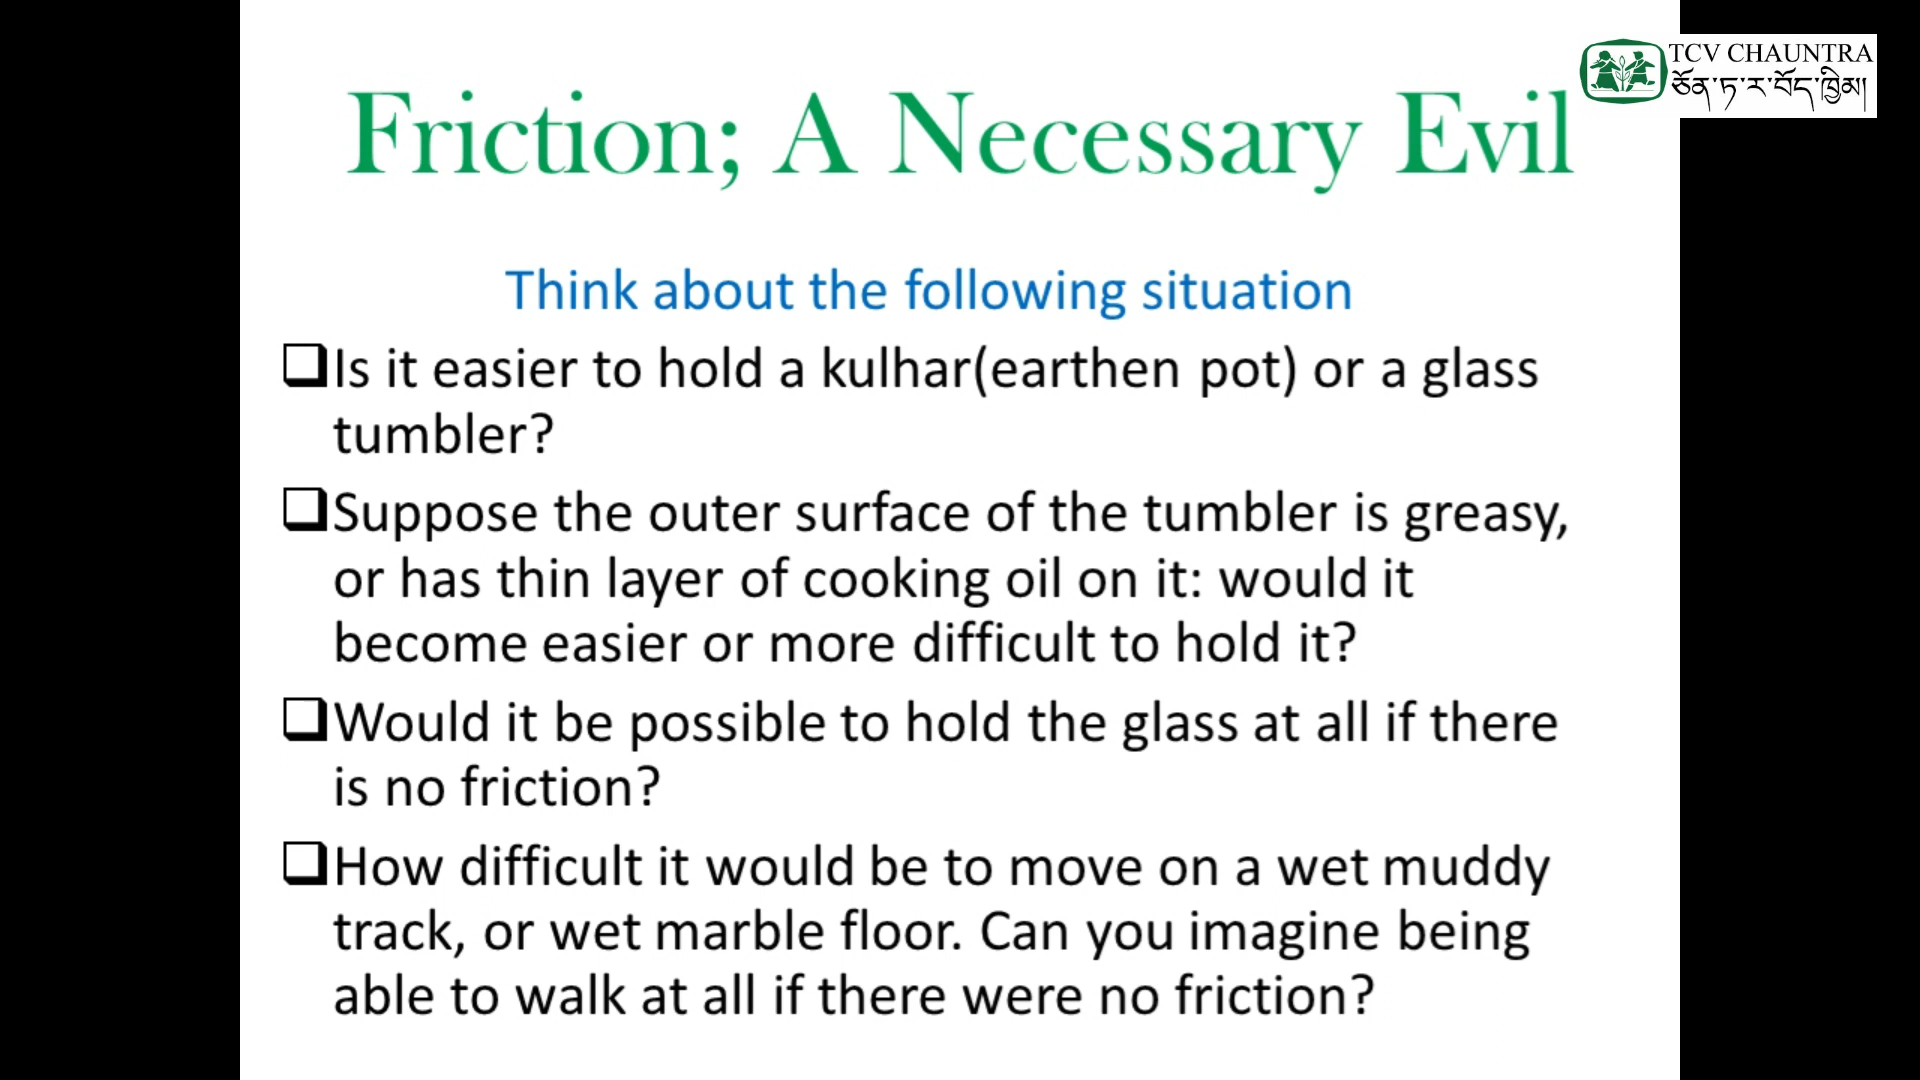 TCV CHAUNTRA
ཅོན་ཏ་ར་བོད་ཁྱིམ།
Friction; A Necessary Evil
Think about the following situation
❑Is it easier to hold a kulhar(earthen pot) or a glass
tumbler?
❑Suppose the outer surface of the tumbler is greasy,
or has thin layer of cooking oil on it: would it
become easier or more difficult to hold it?
❑Would it be possible to hold the glass at all if there
is no friction?
❑How difficult it would be to move on a wet muddy
track, or wet marble floor. Can you imagine being
able to walk at all if there were no friction?